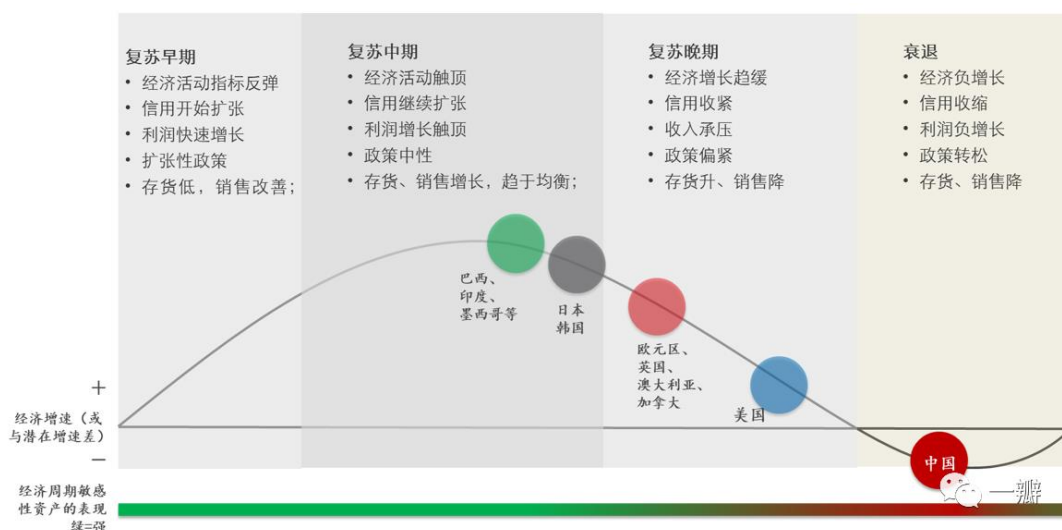 复苏早期
• 经济活动指标反弹
• 信用开始扩张
• 利润快速增长
• 扩张性政策
• 存货低，销售改善；
复苏中期
• 经济活动触顶
• 信用继续扩张
• 利润增长触顶
• 政策中性
• 存货、销售增长，趋于均衡；
复苏晚期
• 经济增长趋缓
• 信用收紧
• 收入承压
• 政策偏紧
• 存货升、销售降
衰退
• 经济负增长
• 信用收缩
• 利润负增长
• 政策转松
• 存货、销售降
巴西、
印度、
墨西哥等
日本
韩国
欧元区、
英国、
澳大利亚、
加拿大
美国
中国
+
经济增速（或
与潜在增速差）
−
经济周期敏感
性资产的表现
绿=强
一瓣